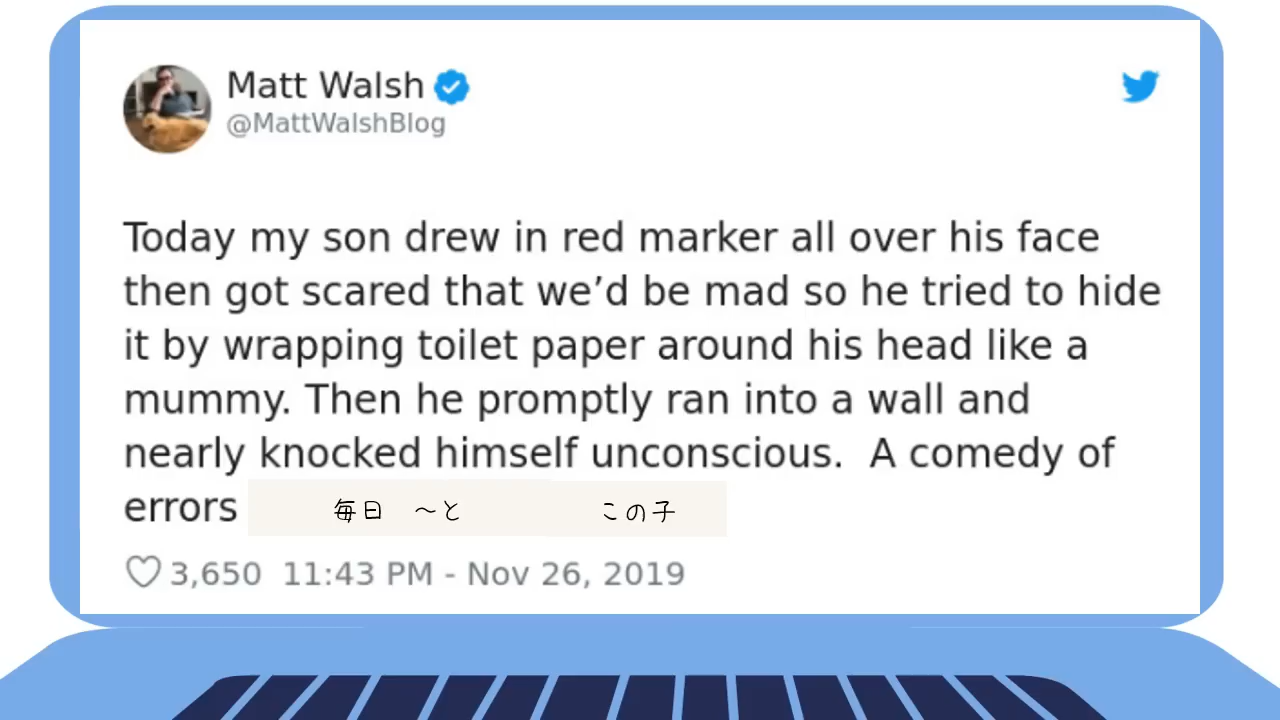 Matt Walsh
@MattWalshBlog
Today my son drew in red marker all over his face
then got scared that we’d be mad so he tried to hide
it by wrapping toilet paper around his head like a
mummy. Then he promptly ran into a wall and
nearly knocked himself unconscious.  A comedy of
errors 毎日 〜と この子
3,650 11:43 PM - Nov 26, 2019